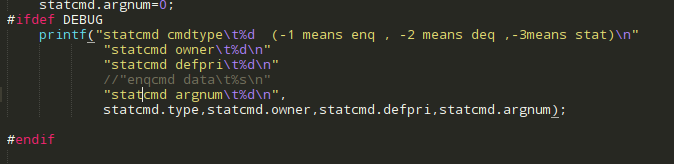 statcmd.argnum=0;
#ifdef DEBUG
printf("statcmd cmdtype\t%d  (-1 means enq , -2 means deq ,-3means stat)\n"
"statcmd owner\t%d\n"
"statcmd defpri\t%d\n"
//"enqcmd data\t%s\n"
"statcmd argnum\t%d\n",
statcmd.type,statcmd.owner,statcmd.defpri,statcmd.argnum);
#endif